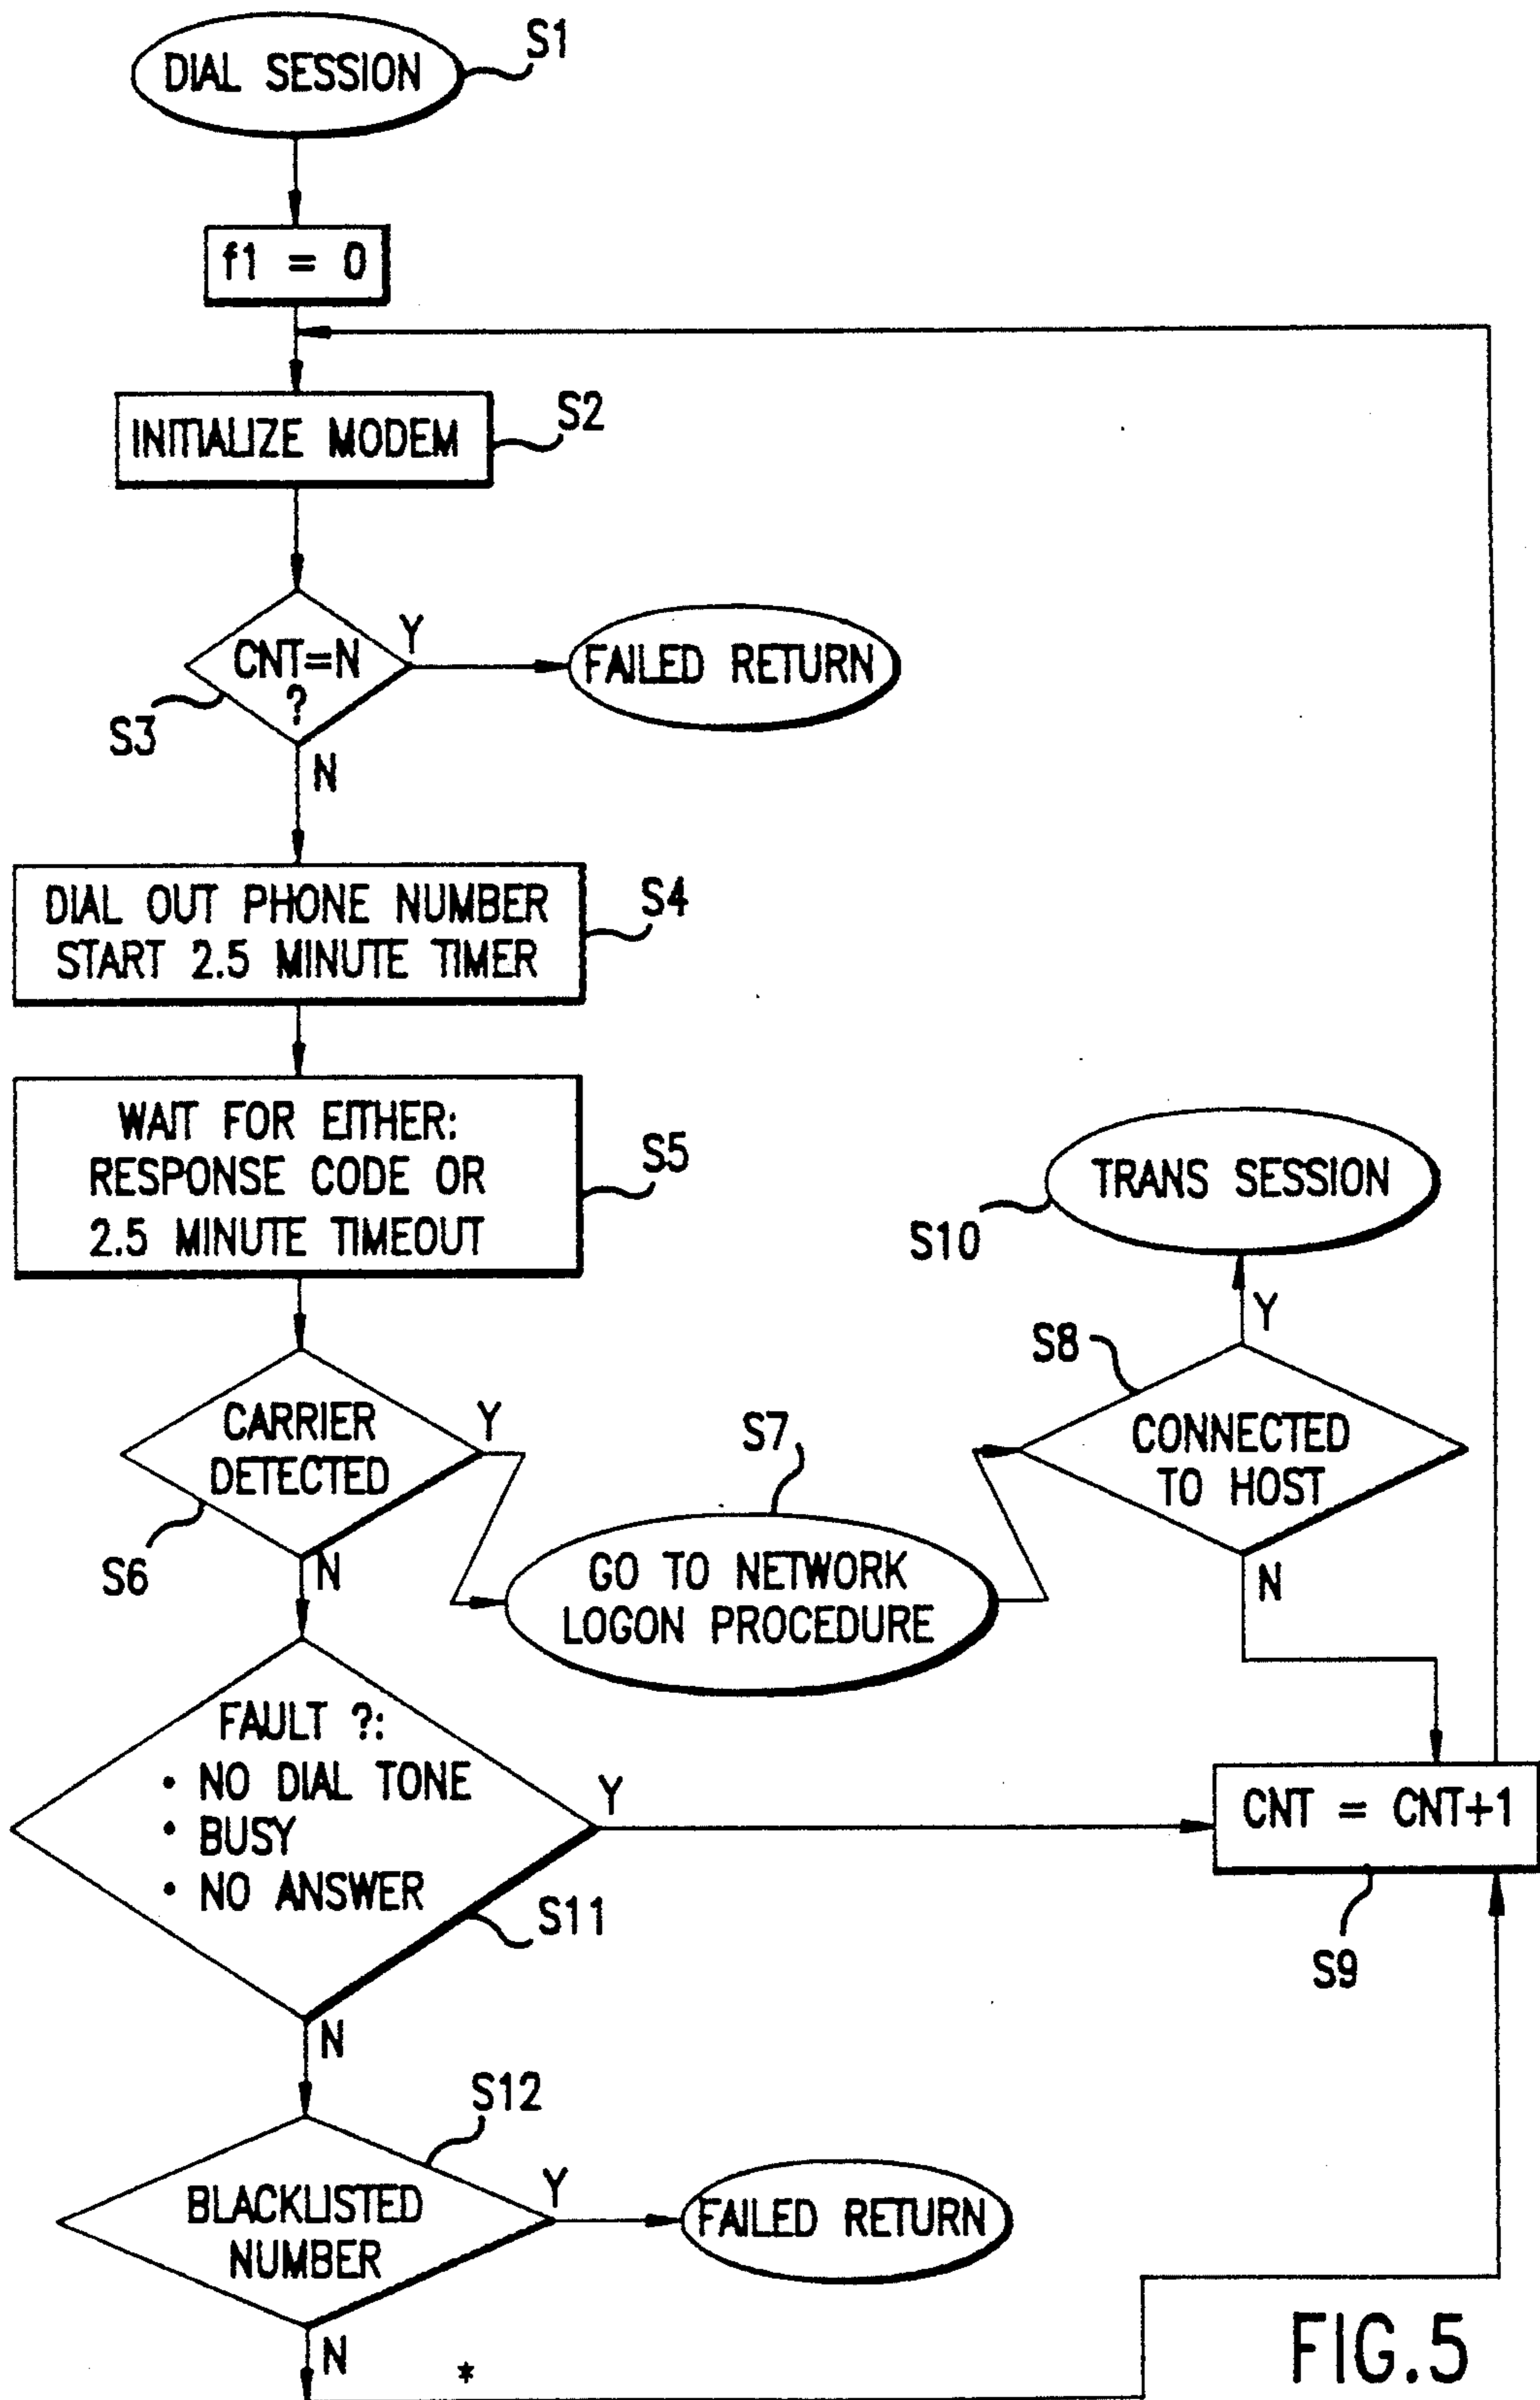 DIAL SESSION
S1
f1 = 0
INITIALIZE MODEM
S2
CNT=N
?
Y
FAILED RETURN
S3
N
DIAL OUT PHONE NUMBER
START 2.5 MINUTE TIMER
S4
WAIT FOR EITHER:
RESPONSE CODE OR
2.5 MINUTE TIMEOUT
S5
TRANS SESSION
S10
Y
S8
CONNECTED
TO HOST
N
CARRIER
DETECTED
Y
S6
N
S7
GO TO NETWORK
LOGON PROCEDURE
FAULT ?:
• NO DIAL TONE
• BUSY
• NO ANSWER
Y
S11
N
CNT = CNT+1
S9
S12
BLACKLISTED
NUMBER
Y
FAILED RETURN
N
*
FIG.5